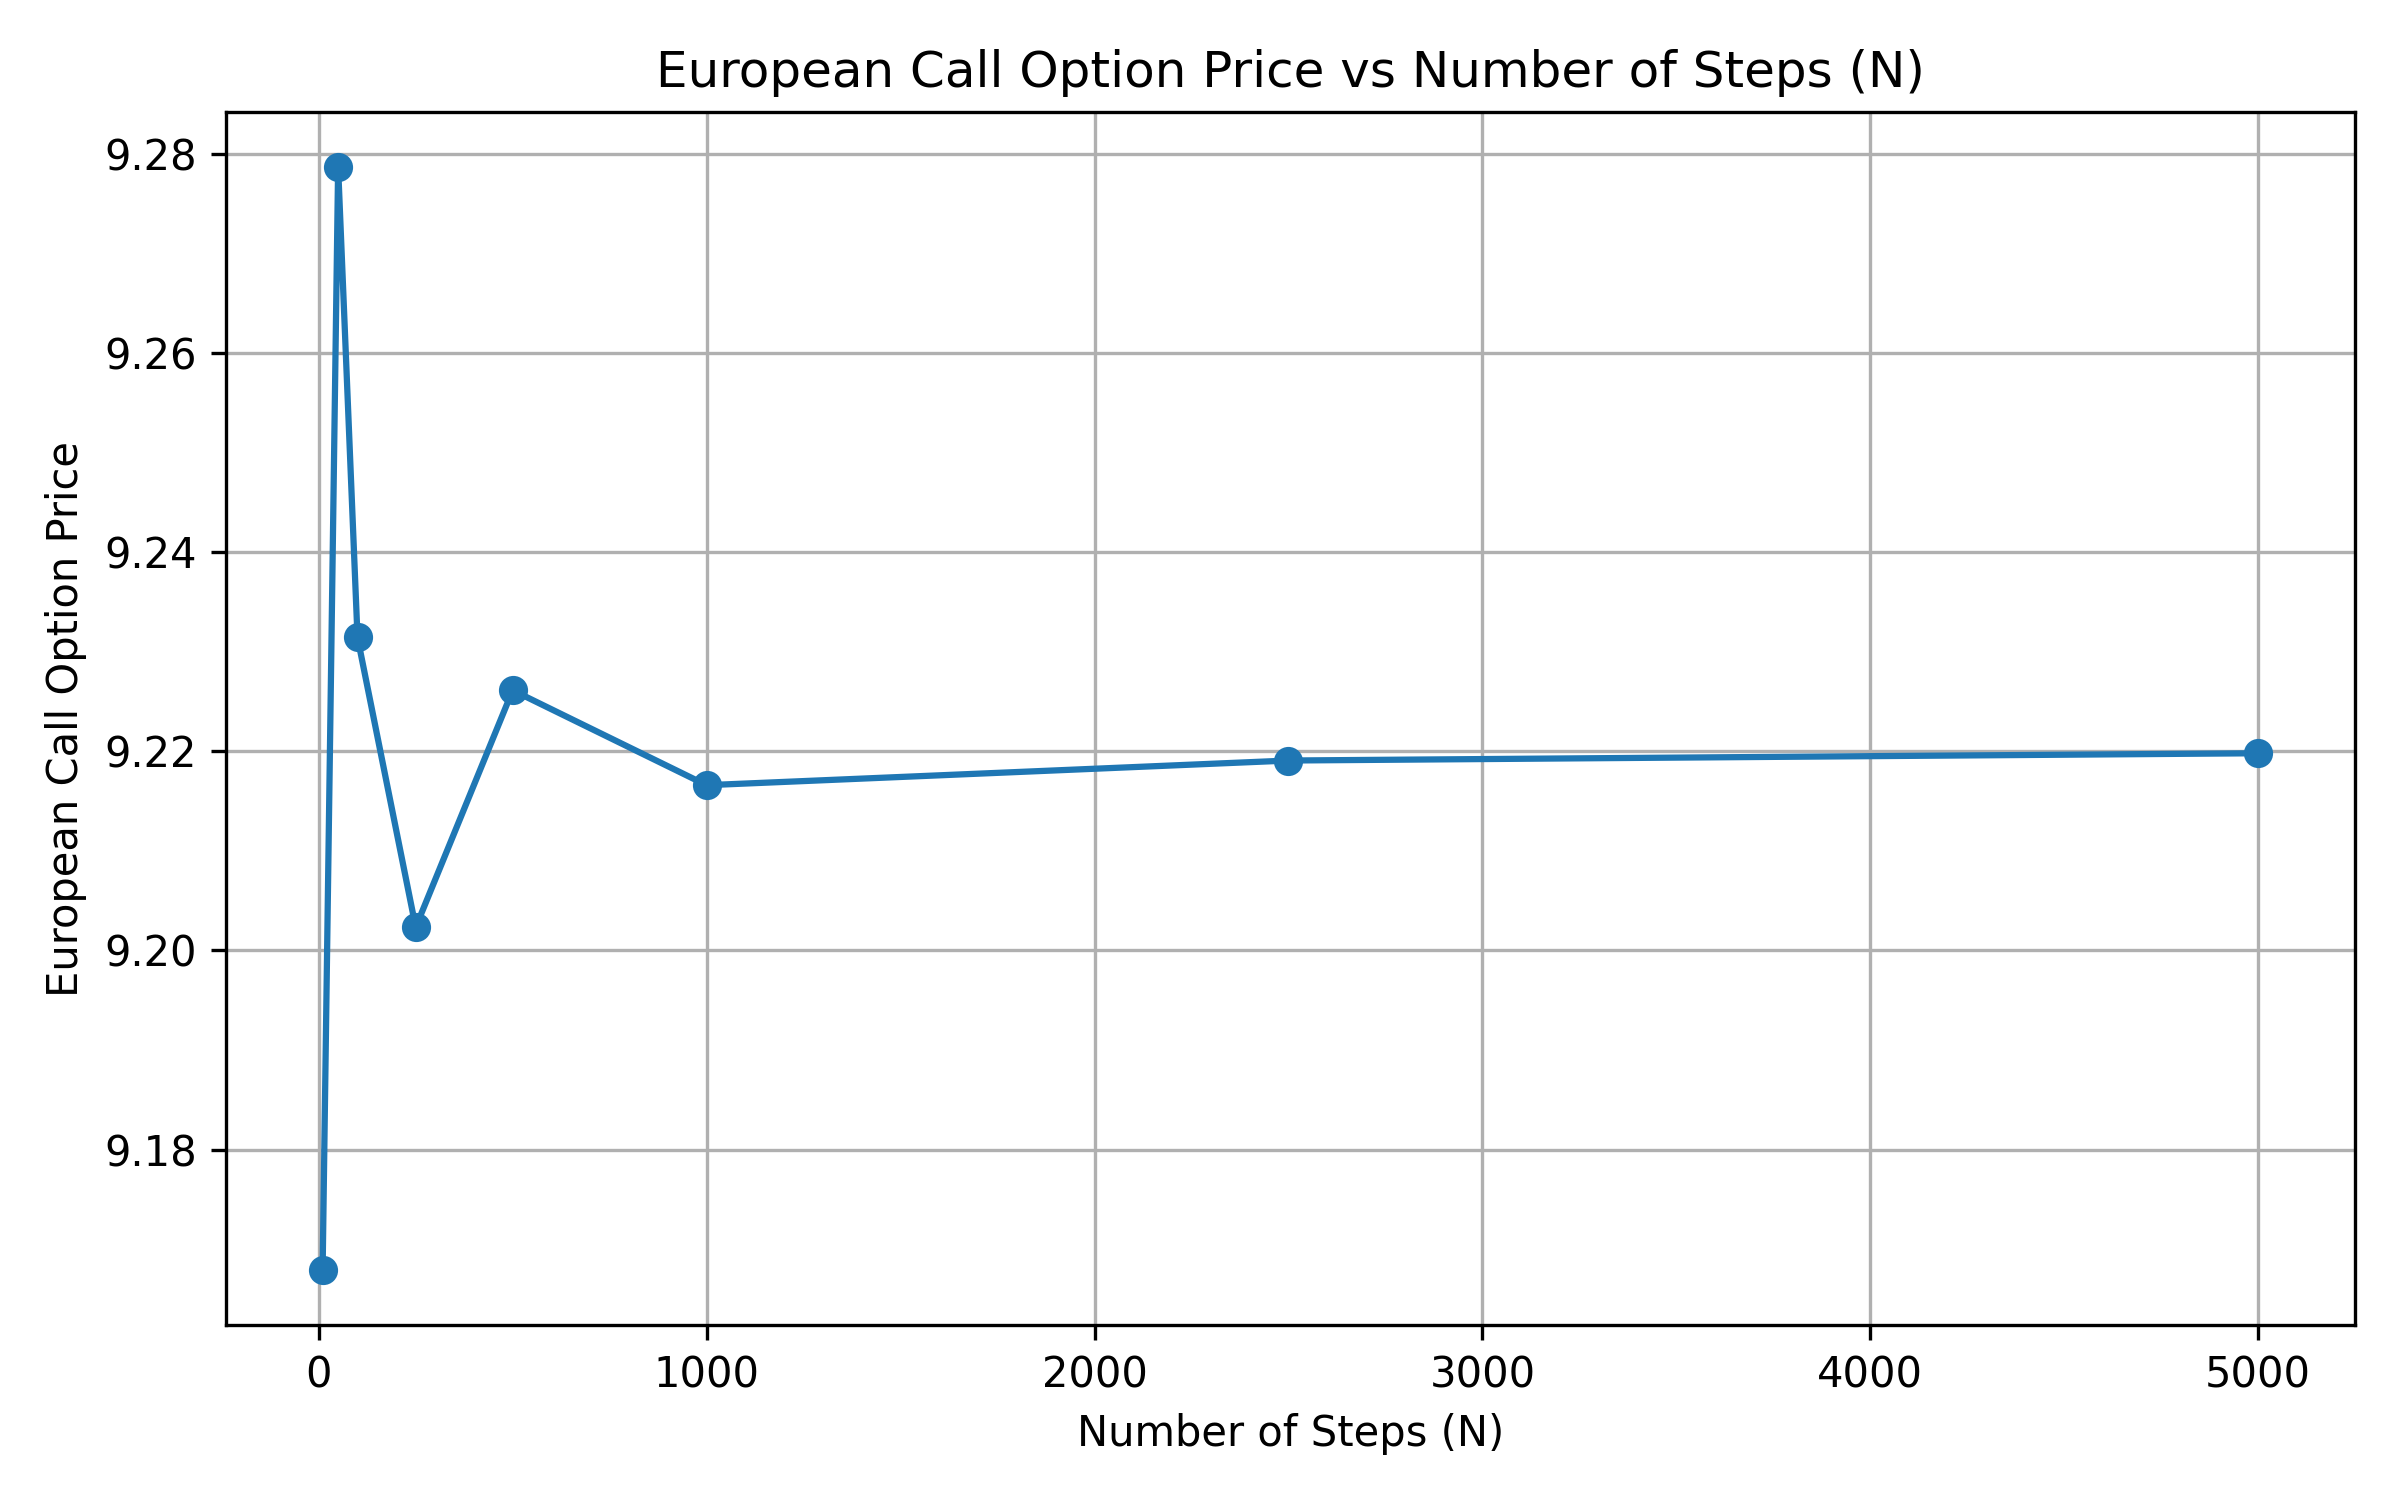 European Call Option Price vs Number of Steps (N)
European Call Option Price
9.28
9.26
9.24
9.22
9.20
9.18
0 1000 2000 3000 4000 5000
Number of Steps (N)